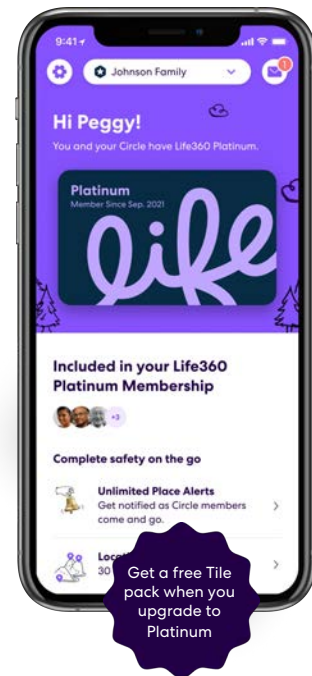 9:41
Johnson Family
1
Hi Peggy!
You and your Circle have Life360 Platinum.
Platinum
Member Since Sep. 2021
life
Included in your Life360
Platinum Membership
+3
Complete safety on the go
Unlimited Place Alerts
Get notified as Circle members
come and go.
30
Get a free Tile
pack when you
upgrade to
Platinum